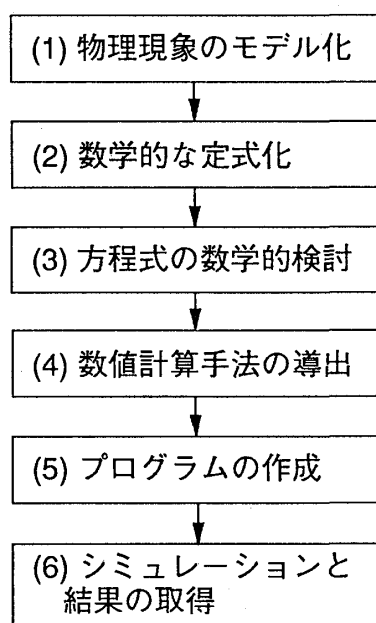 (1) 物理現象のモデル化
(2) 数学的な定式化
(3) 方程式の数学的検討
(4) 数値計算手法の導出
(5) プログラムの作成
(6) シミュレーションと
結果の取得